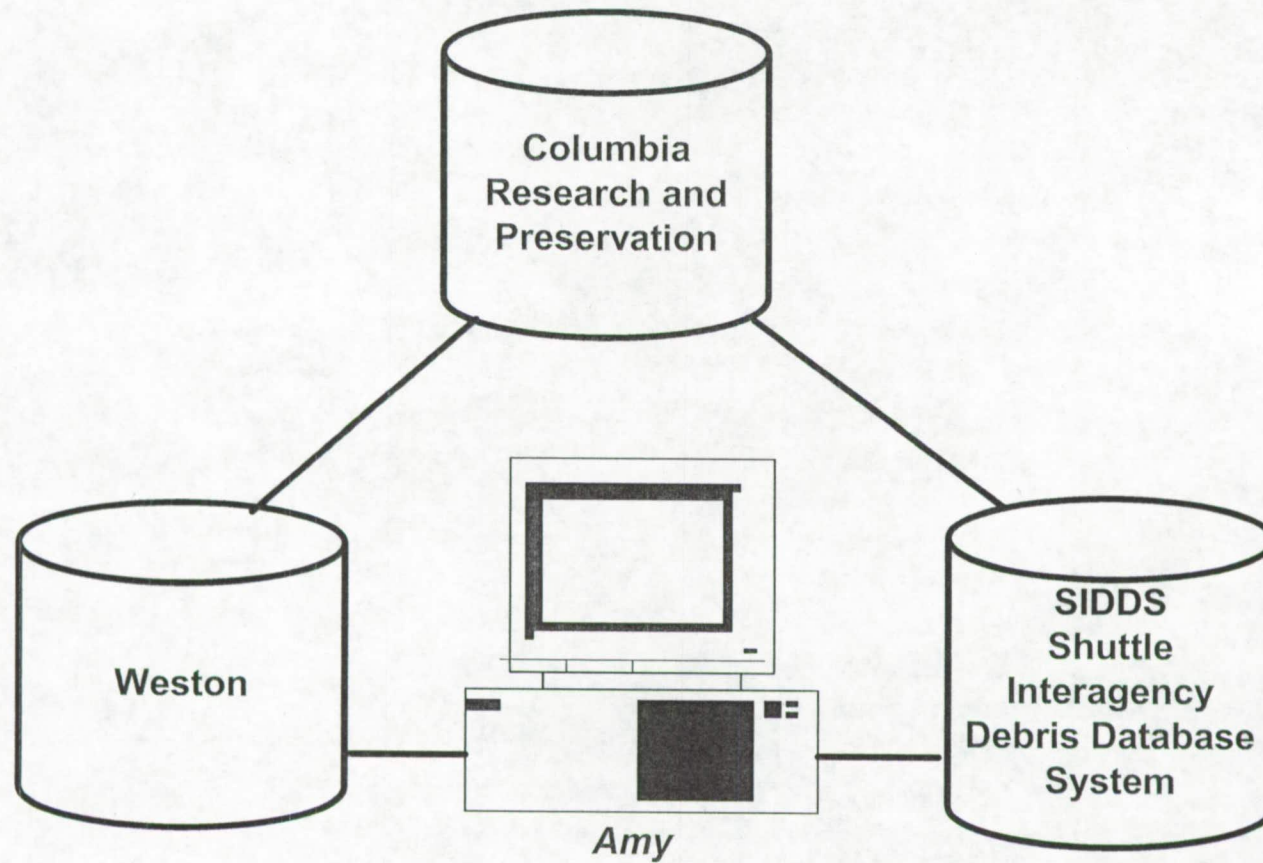 Columbia
Research and
Preservation
Weston
SIDDS
Shuttle
Interagency
Debris Database
System
Amy